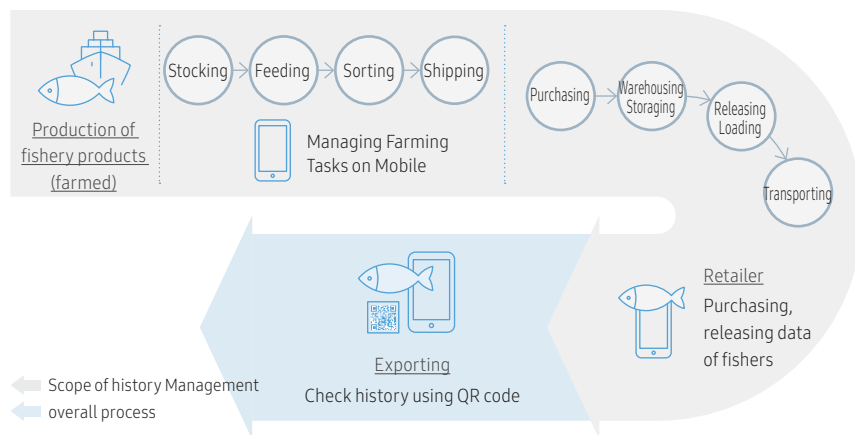 Production of
fishery products
(farmed)
Stocking
Feeding
Sorting
Shipping
Managing Farming
Tasks on Mobile
Purchasing
Warehousing
Storaging
Releasing
Loading
Transporting
Retailer
Purchasing,
releasing data
of fishers
Exporting
Check history using QR code
Scope of history Management
overall process